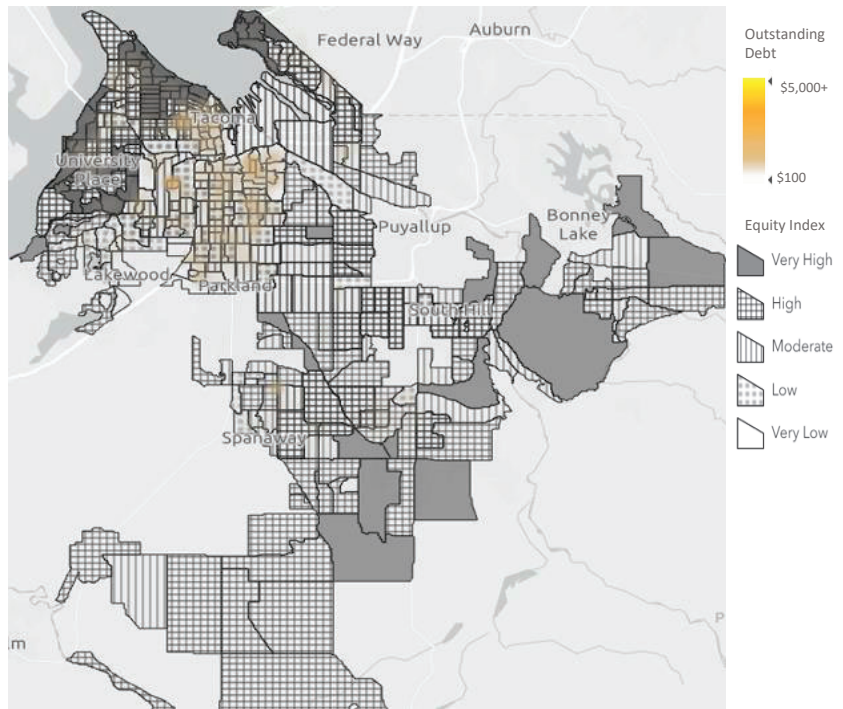 Federal Way
Auburn
Tacoma
University
Place
Puyallup
Bonney
Lake
Lakewood
Parkland
South Hill
Spanaway
lm
P
Outstanding
Debt
$5,000+
$100
Equity Index
Very High
High
Moderate
Low
Very Low